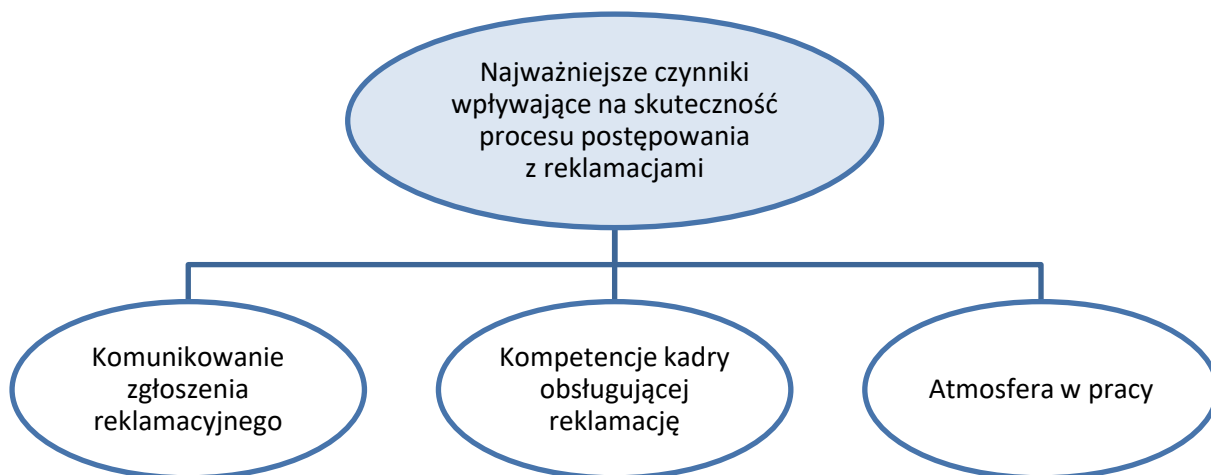 Najważniejsze czynniki
wpływające na skuteczność
procesu postępowania
z reklamacjami
Komunikowanie
zgłoszenia
reklamacyjnego
Kompetencje kadry
obsługującej
reklamację
Atmosfera w pracy